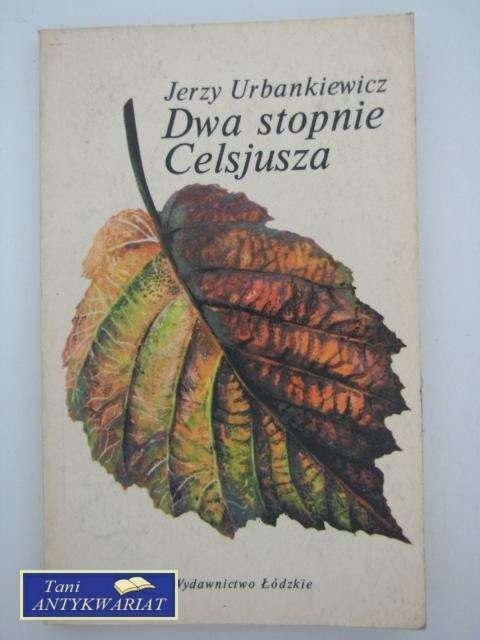 Jerzy Urbankiewicz
Dwa stopnie
Celsjusza
Wydawnictwo Łódzkie
Tani
ANTYKWARIAT